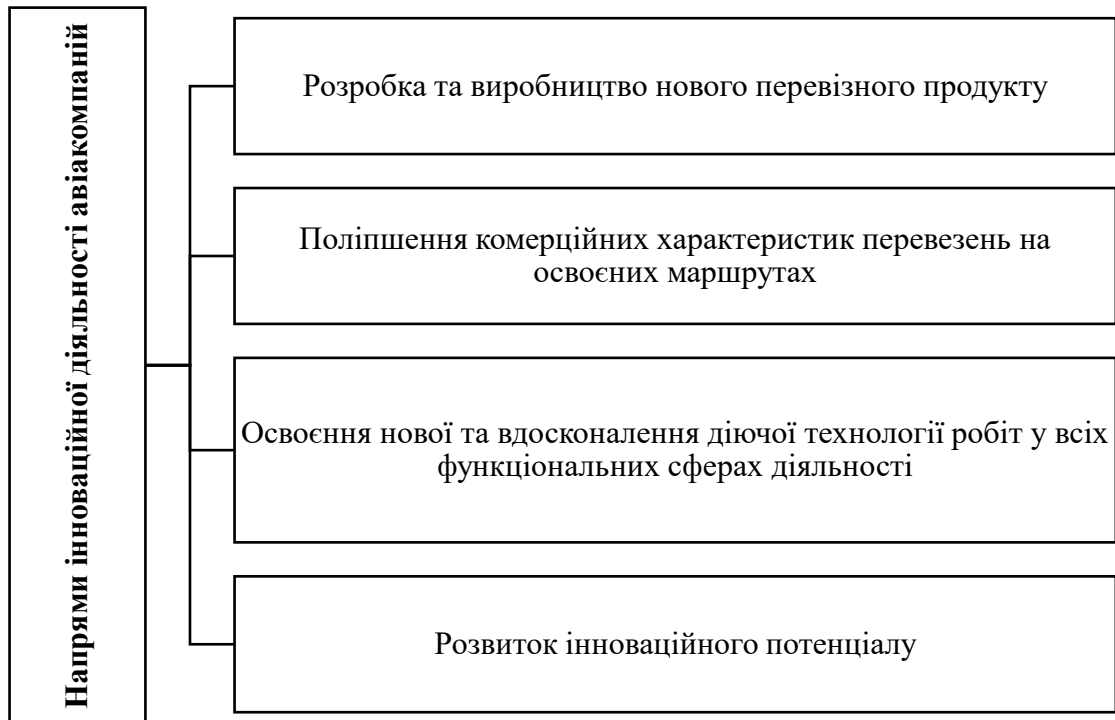 Напрями інноваційної діяльності авіакомпаній
Розробка та виробництво нового перевізного продукту
Поліпшення комерційних характеристик перевезень на
освоєних маршрутах
Освоєння нової та вдосконалення діючої технології робіт у всіх
функціональних сферах діяльності
Розвиток інноваційного потенціалу